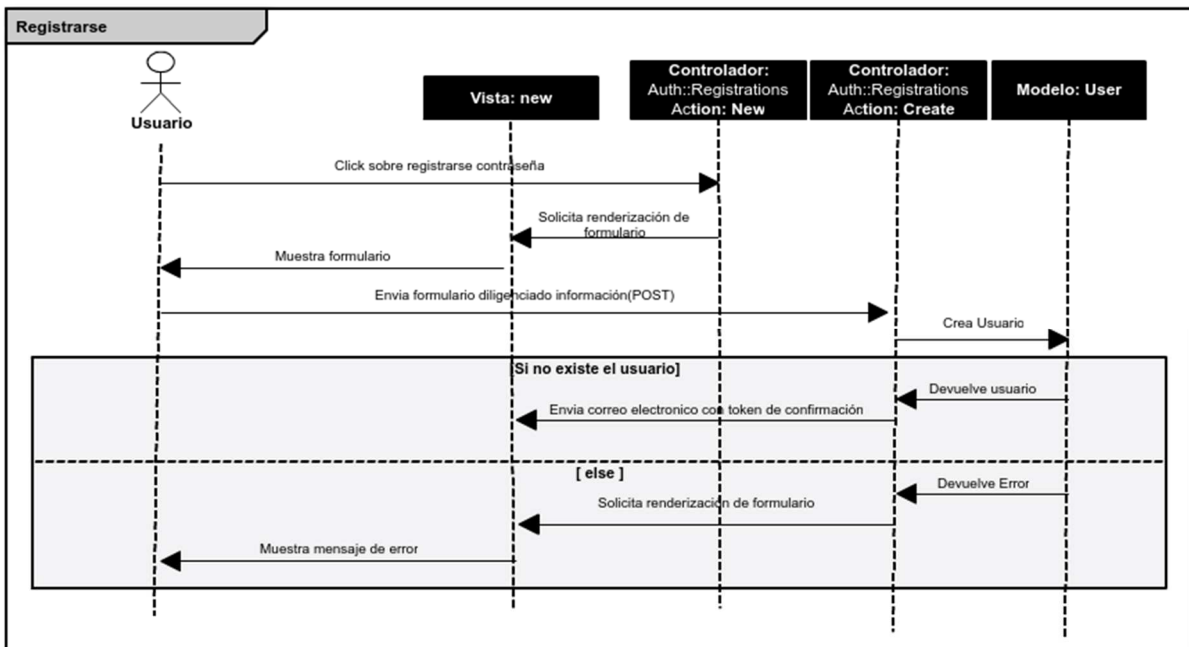 Registrarse
Usuario
Vista: new
Controlador:
Auth::Registrations
Action: New
Controlador:
Auth::Registrations
Action: Create
Modelo: User
Click sobre registrarse contraseña
Solicita renderización de
formulario
Muestra formulario
Envia formulario diligenciado información(POST)
Crea Usuario
[Si no existe el usuario]
Devuelve usuario
Envia correo electronico con token de confirmación
[ else ]
Devuelve Error
Solicita renderización de formulario
Muestra mensaje de error